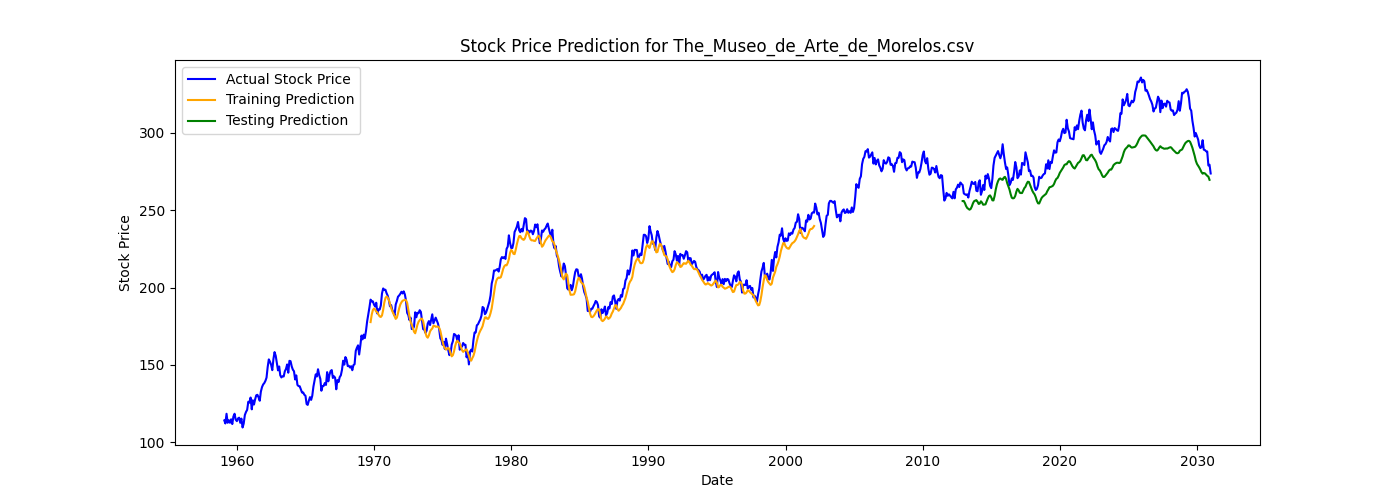 Stock Price Prediction for The_Museo_de_Arte_de_Morelos.csv
Actual Stock Price
Training Prediction
Testing Prediction
Stock Price
300
250
200
150
100
1960 1970 1980 1990 2000 2010 2020 2030
Date